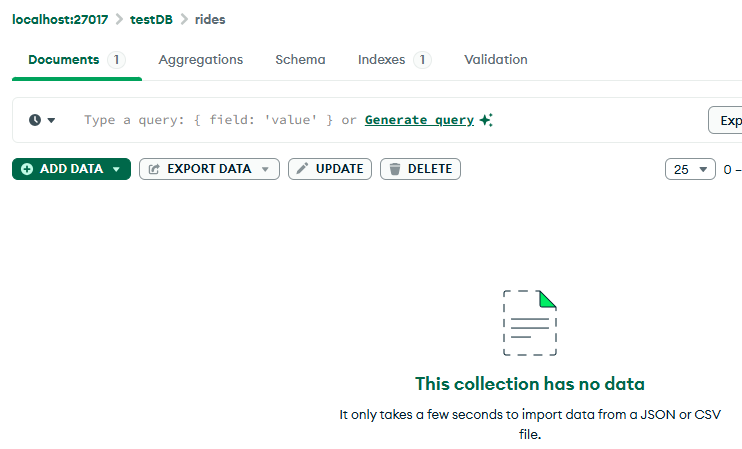 localhost:27017 > testDB > rides
Documents 1 Aggregations Schema Indexes 1 Validation
Type a query: { field: 'value' } or Generate query
ADD DATA EXPORT DATA UPDATE DELETE 25 0 –
This collection has no data
It only takes a few seconds to import data from a JSON or CSV
file.